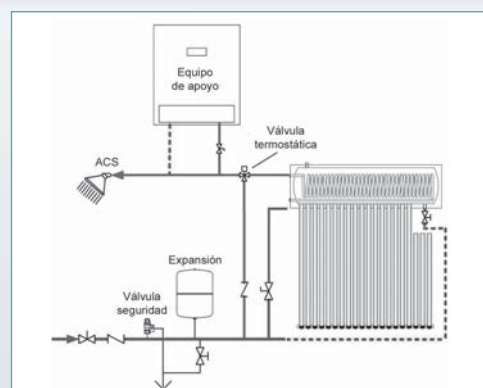 Equipo
de apoyo
Válvula
termostática
ACS
Expansión
Válvula
seguridad